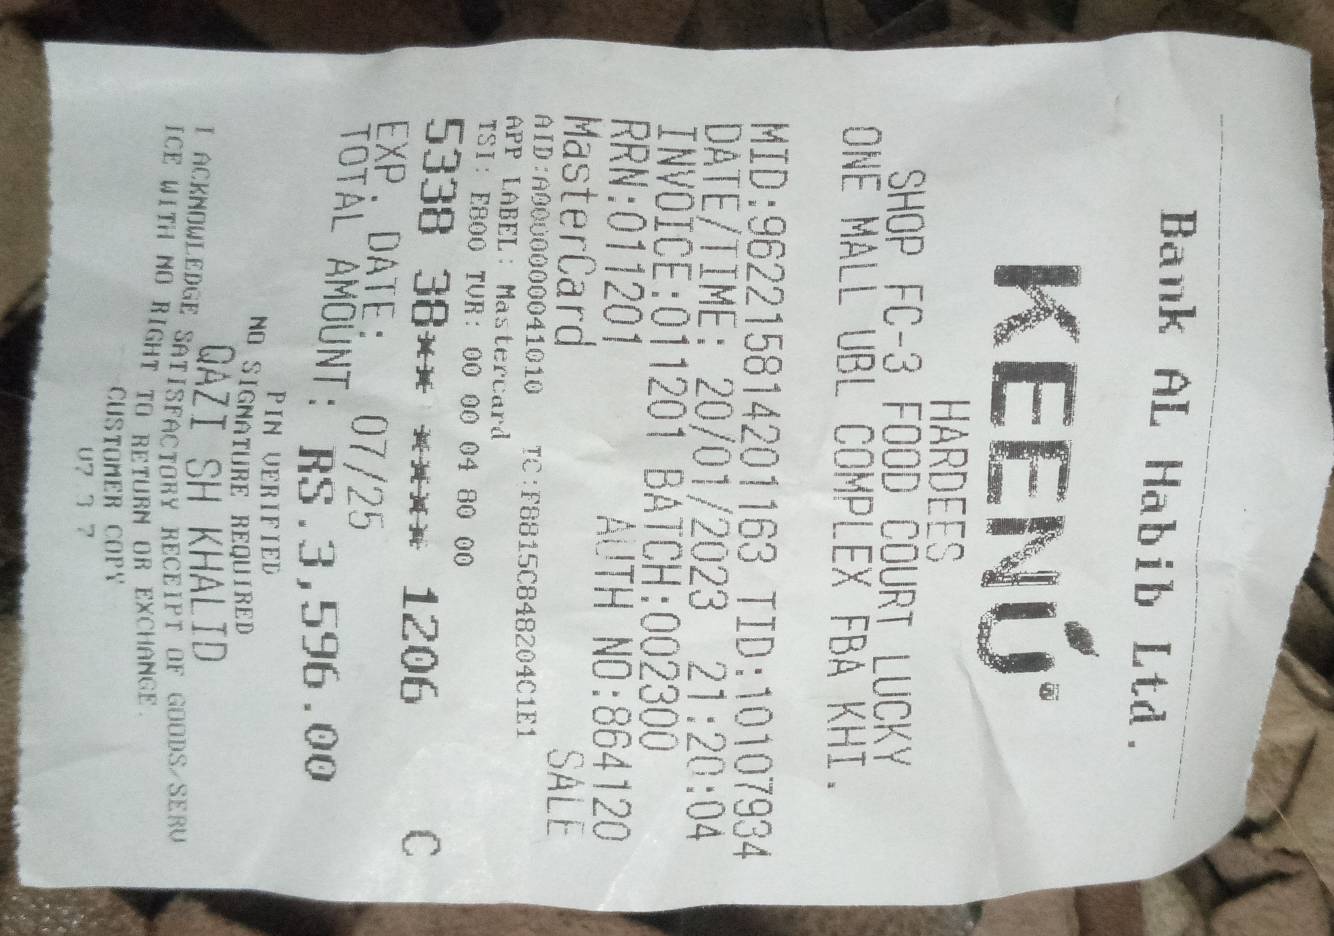 Bank AL Habib Ltd.
KEENU
HARDEES
SHOP FC-3 FOOD COURT LUCKY
ONE MALL UBL COMPLEX FBA KHI.
MID:962215814201163 TID:10107934
DATE/TIME: 20/01/2023 21:20:04
INVOICE:011201 BATCH:002300
RRN:011201 AUTH NO:864120
MasterCard SALE
AID:A0000000041010 TC:F8815C848204C1E1
APP LABEL: Mastercard
TSI: E800 TVR: 00 00 04 80 00
5338 38** **** 1206 C
EXP. DATE: 07/25
TOTAL AMOUNT: RS.3,596.00
PIN VERIFIED
NO SIGNATURE REQUIRED
QAZI SH KHALID
I ACKNOWLEDGE SATISFACTORY RECEIPT OF GOODS/SERV
ICE WITH NO RIGHT TO RETURN OR EXCHANGE.
CUSTOMER COPY